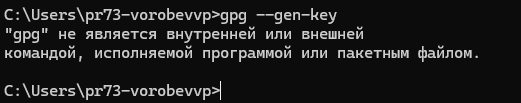 C:\Users\pr73-vorobevvp>gpg --gen-key
"gpg" не является внутренней или внешней
командой, исполняемой программой или пакетным файлом.
C:\Users\pr73-vorobevvp>